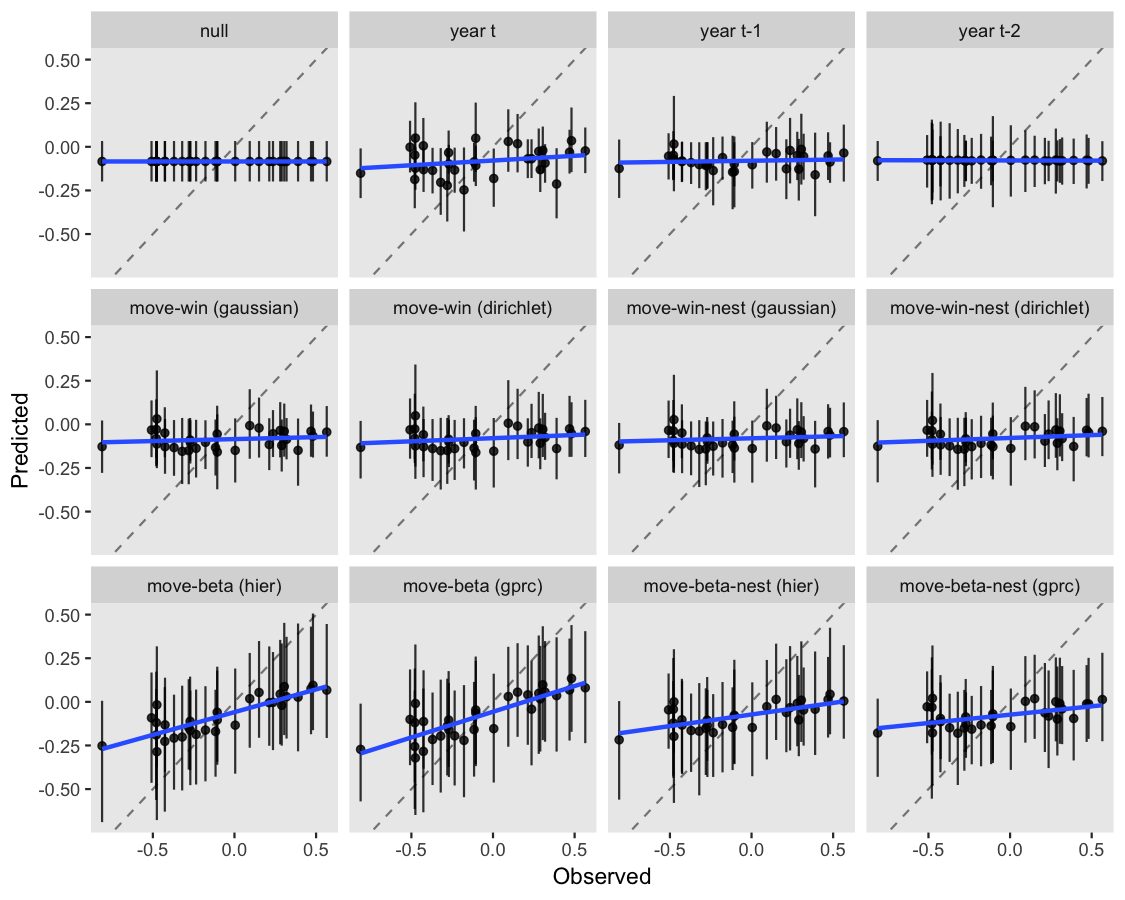 null year t year t-1 year t-2
0.50
0.25
0.00
-0.25
-0.50
move-win (gaussian) move-win (dirichlet) move-win-nest (gaussian) move-win-nest (dirichlet)
0.50
0.25
0.00
-0.25
-0.50
Predicted
move-beta (hier) move-beta (gprc) move-beta-nest (hier) move-beta-nest (gprc)
0.50
0.25
0.00
-0.25
-0.50
-0.5 0.0 0.5 -0.5 0.0 0.5 -0.5 0.0 0.5 -0.5 0.0 0.5
Observed